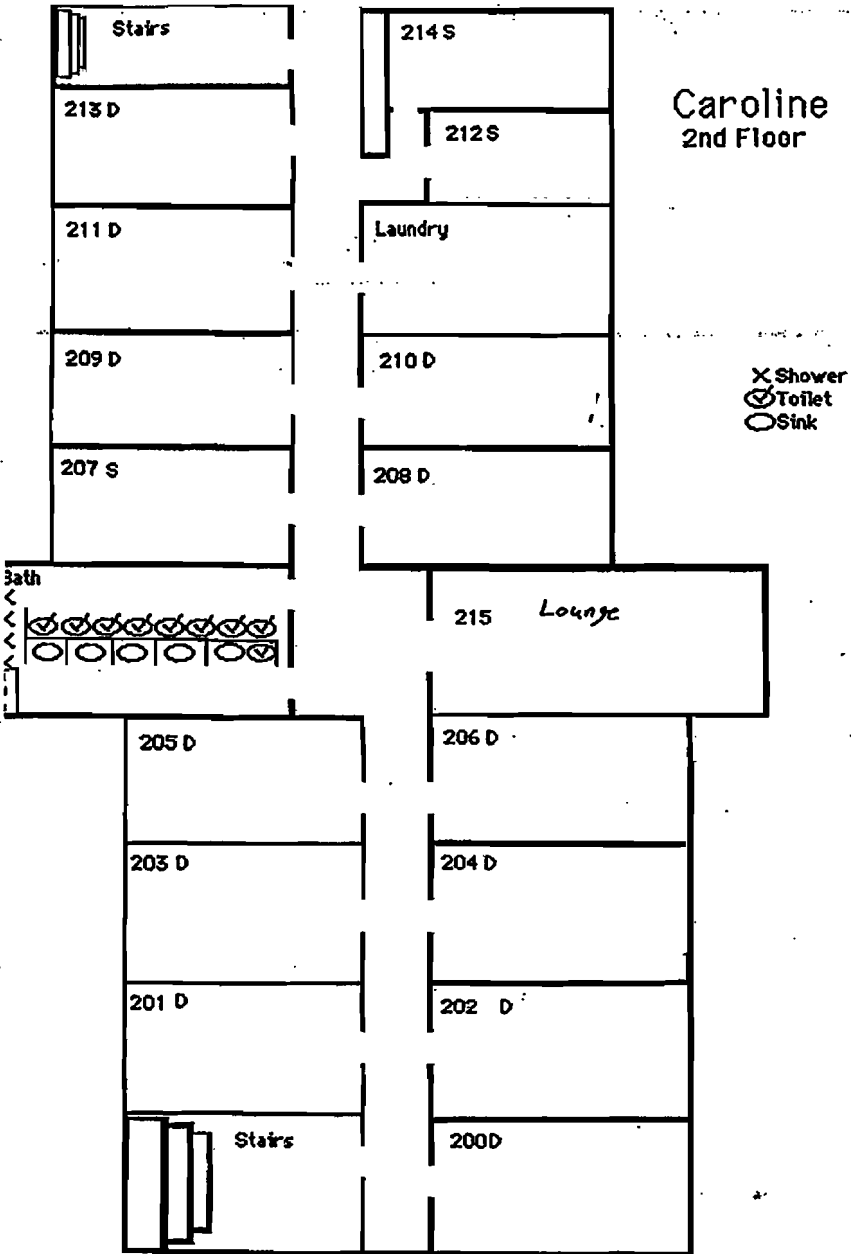 Stairs
214 S
213 D
Caroline
2nd Floor
212 S
211 D
Laundry
209 D
210 D
Shower
Toilet
Sink
207 S
208 D
Bath
215 Lounge
205 D
206 D
203 D
204 D
201 D
202 D
Stairs
200D